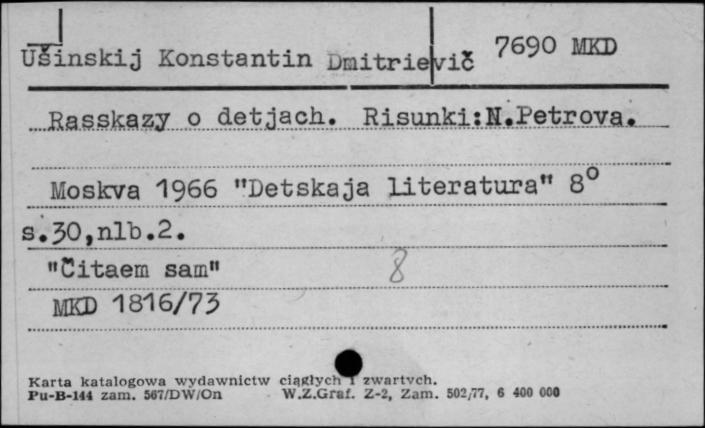 Ušinskij Konstantin Dmitrievič 7690 MKD
Rasskazy o detjach. Risunki:N.Petrova.
Moskva 1966 "Detskaja literatura" 8°
s.30,nlb.2.
"Čitaem sam" 8
MKD 1816/73
Karta katalogowa wydawnictw ciągłych i zwartych.
Pu-B-144 zam. 567/DW/On W.Z.Graf. Z-2, Zam. 502/77, 6 400 000